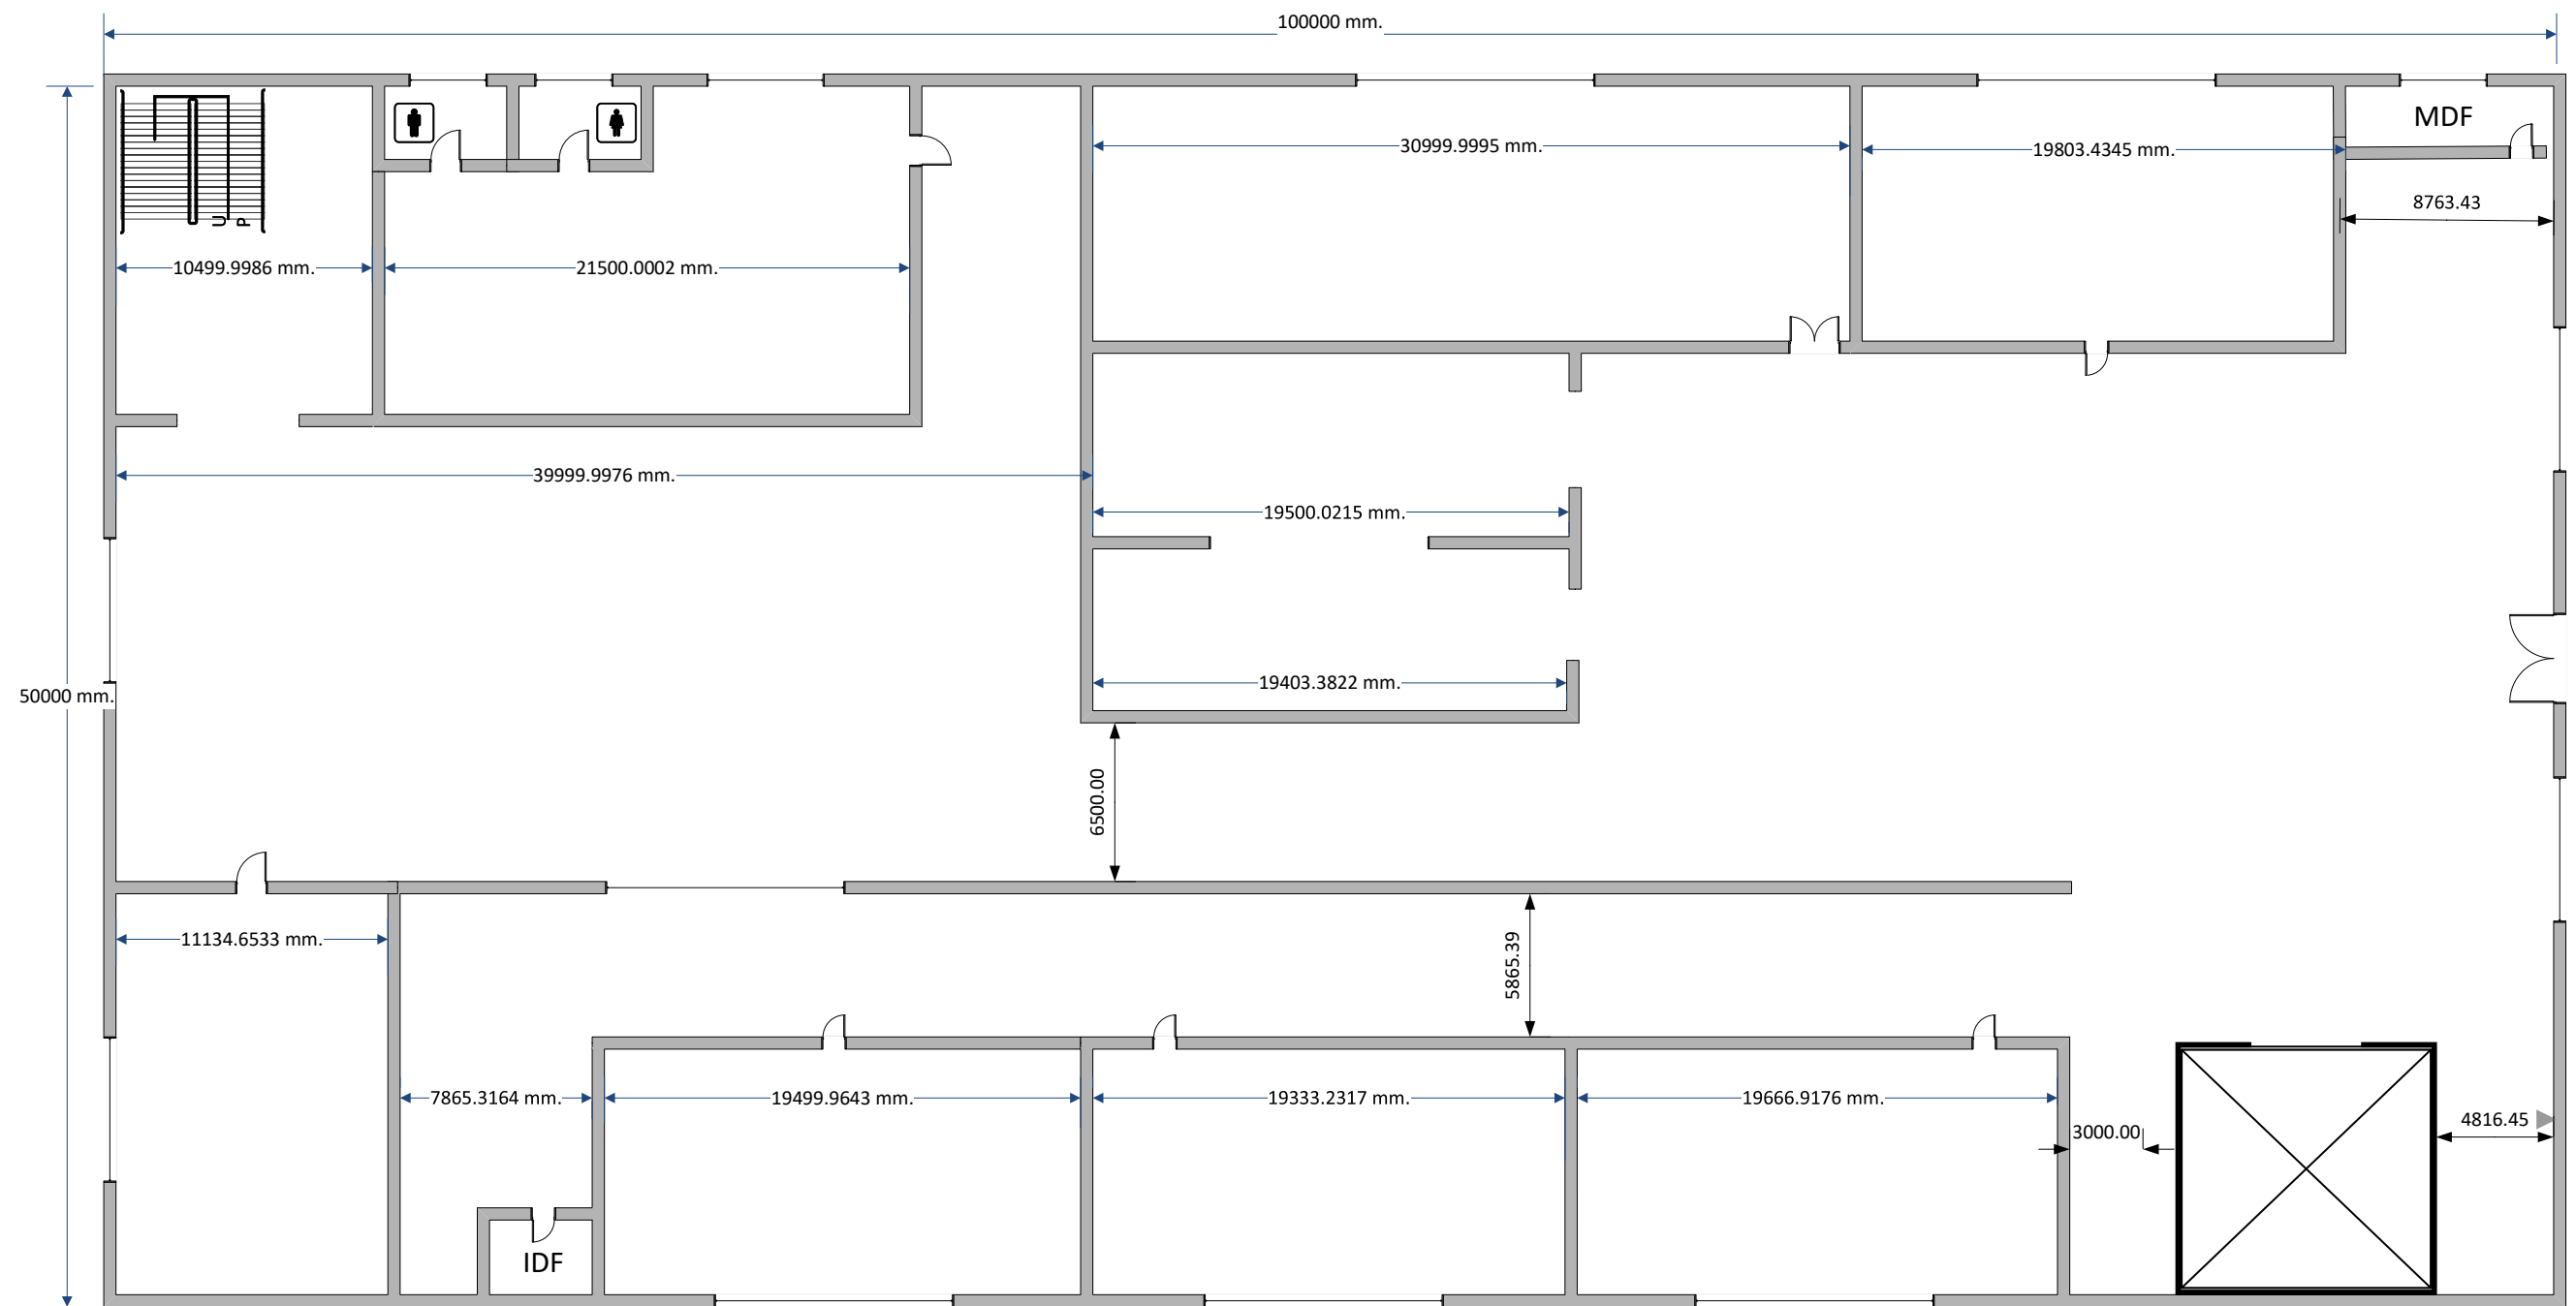 100000 mm.
MDF
30999.9995 mm.
19803.4345 mm.
8763.43
U
P
10499.9986 mm.
21500.0002 mm.
39999.9976 mm.
19500.0215 mm.
19403.3822 mm.
50000 mm.
6500.00
11134.6533 mm.
5865.39
7865.3164 mm.
19499.9643 mm.
19333.2317 mm.
19666.9176 mm.
3000.00
4816.45
IDF